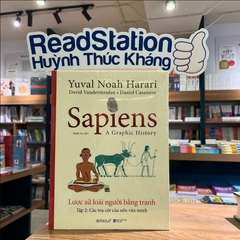 ReadStation
Huỳnh Thúc Kháng
Yuval Noah Harari
David Vandermeulen • Daniel Casanave
Sapiens
A Graphic History
Lược sử loài người bằng tranh
Tập 2: Các trụ cột của nền văn minh